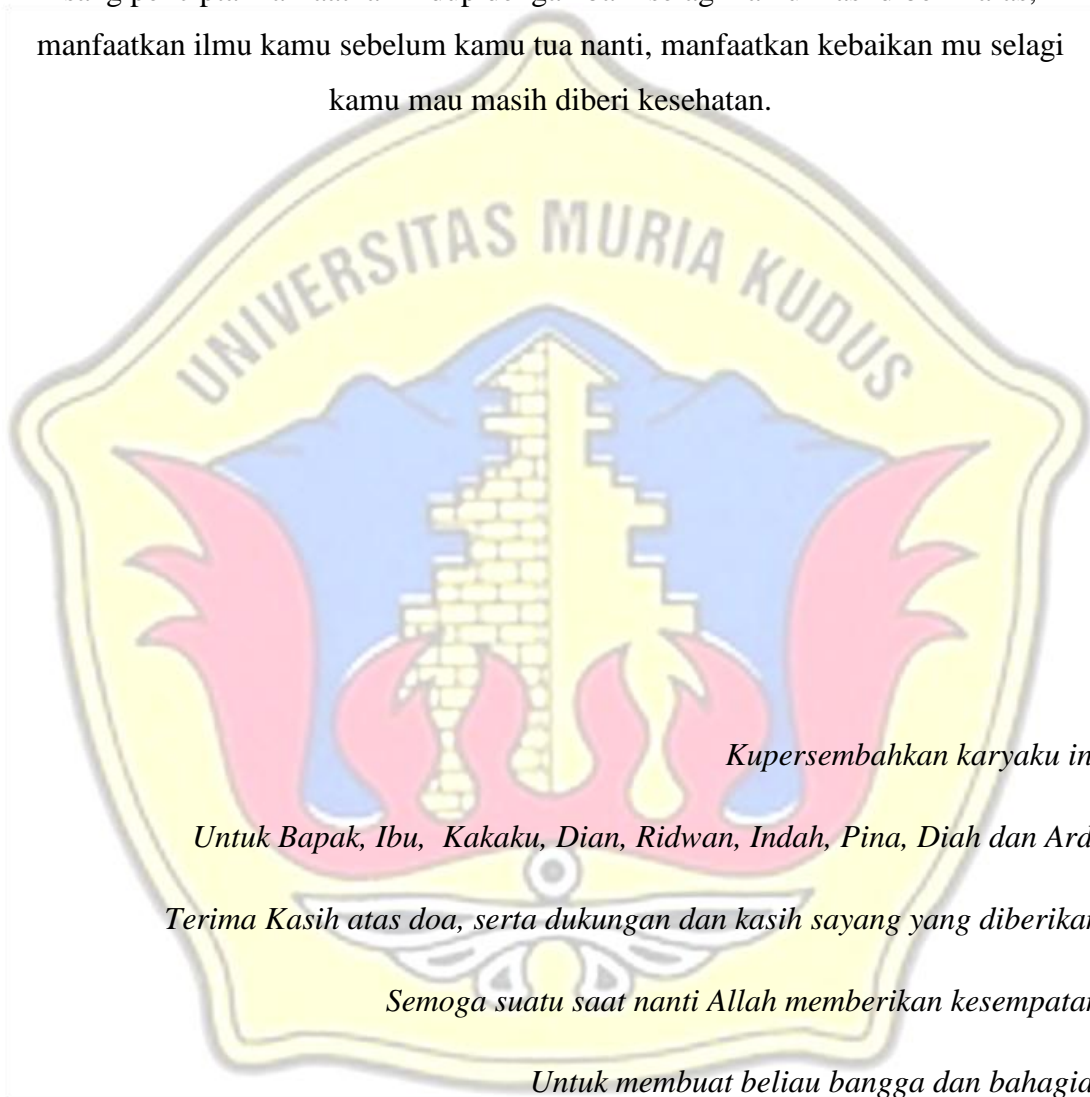 manfaatkan ilmu kamu sebelum kamu tua nanti, manfaatkan kebaikan mu selagi
kamu mau masih diberi kesehatan.
UNIVERSITAS MURIA KUDUS
Kupersembahkan karyaku in
Untuk Bapak, Ibu, Kakaku, Dian, Ridwan, Indah, Pina, Diah dan Ard
Terima Kasih atas doa, serta dukungan dan kasih sayang yang diberikan
Semoga suatu saat nanti Allah memberikan kesempatan
Untuk membuat beliau bangga dan bahagia